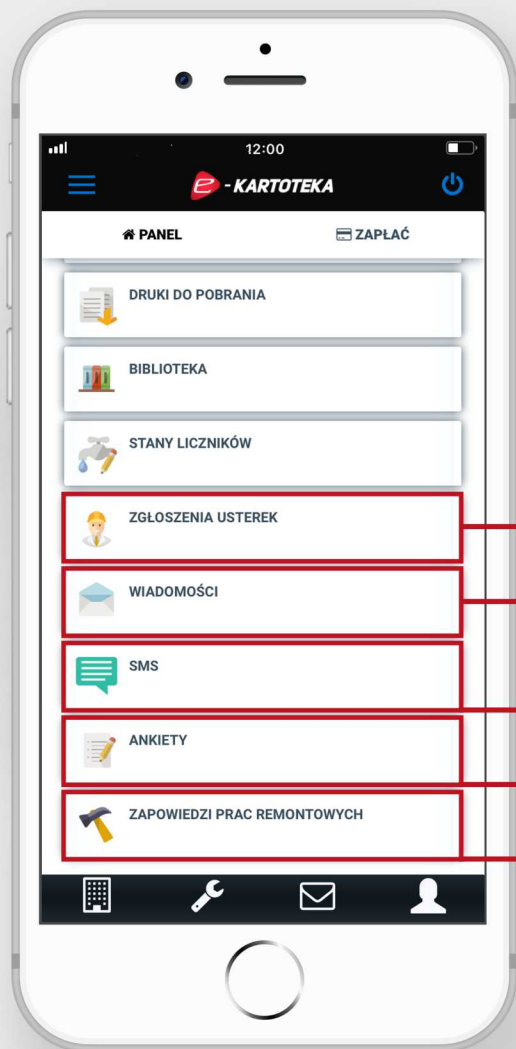 12:00
e - KARTOTEKA
PANEL
ZAPŁAĆ
DRUKI DO POBRANIA
BIBLIOTEKA
STANY LICZNIKÓW
ZGŁOSZENIA USTEREK
WIADOMOŚCI
SMS
ANKIETY
ZAPOWIEDZI PRAC REMONTOWYCH